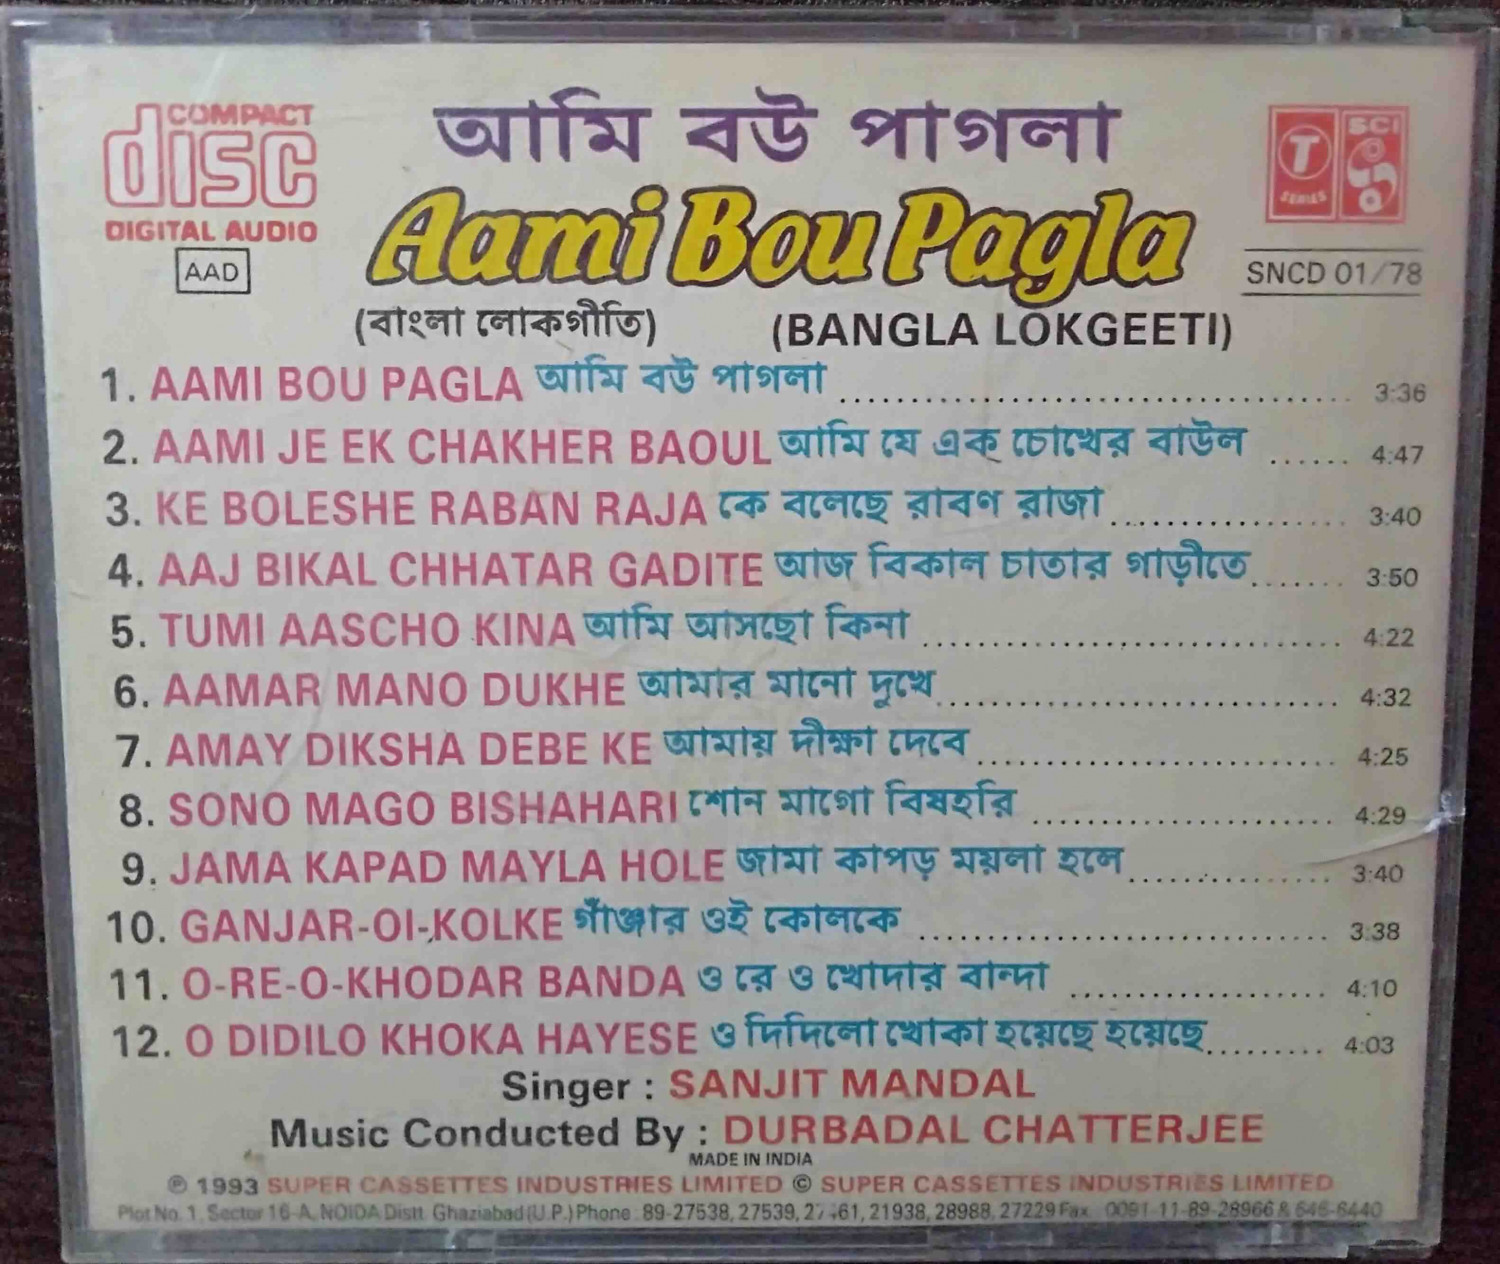 COMPACT
disc
DIGITAL AUDIO
AAD
আমি বউ পাগলা
Aami Bou Pagla
T
SERIES
SCI
SNCD 01/78
(বাংলা লোকগীতি) (BANGLA LOKGEETI)
1. AAMI BOU PAGLA আমি বউ পাগলা 3:36
2. AAMI JE EK CHAKHER BAOUL আমি যে এক্ চোখের বাউল 4:47
3. KE BOLESHE RABAN RAJA কে বলেছে রাবণ রাজা 3:40
4. AAJ BIKAL CHHATAR GADITE আজ বিকাল চাতার গাড়ীতে 3:50
5. TUMI AASCHO KINA আমি আসছো কিনা 4:22
6. AAMAR MANO DUKHE আমার মানো দুখে 4:32
7. AMAY DIKSHA DEBE KE আমায় দীক্ষা দেবে 4:25
8. SONO MAGO BISHAHARI শোন মাগো বিষহরি 4:29
9. JAMA KAPAD MAYLA HOLE জামা কাপড় ময়লা হলে 3:40
10. GANJAR-OI-KOLKE গাঁঞ্জার ওই কোলকে 3:38
11. O-RE-O-KHODAR BANDA ও রে ও খোদার বান্দা 4:10
12. O DIDILO KHOKA HAYESE ও দিদিলো খোকা হয়েছে হয়েছে 4:03
Singer : SANJIT MANDAL
Music Conducted By : DURBADAL CHATTERJEE
MADE IN INDIA
℗ 1993 SUPER CASSETTES INDUSTRIES LIMITED © SUPER CASSETTES INDUSTRIES LIMITED
Plot No. 1, Sector 16-A, NOIDA Distt. Ghaziabad (U.P.) Phone : 89-27538, 27539, 21938, 28988, 27229 Fax : 0091-11-89-28966 & 646-6440